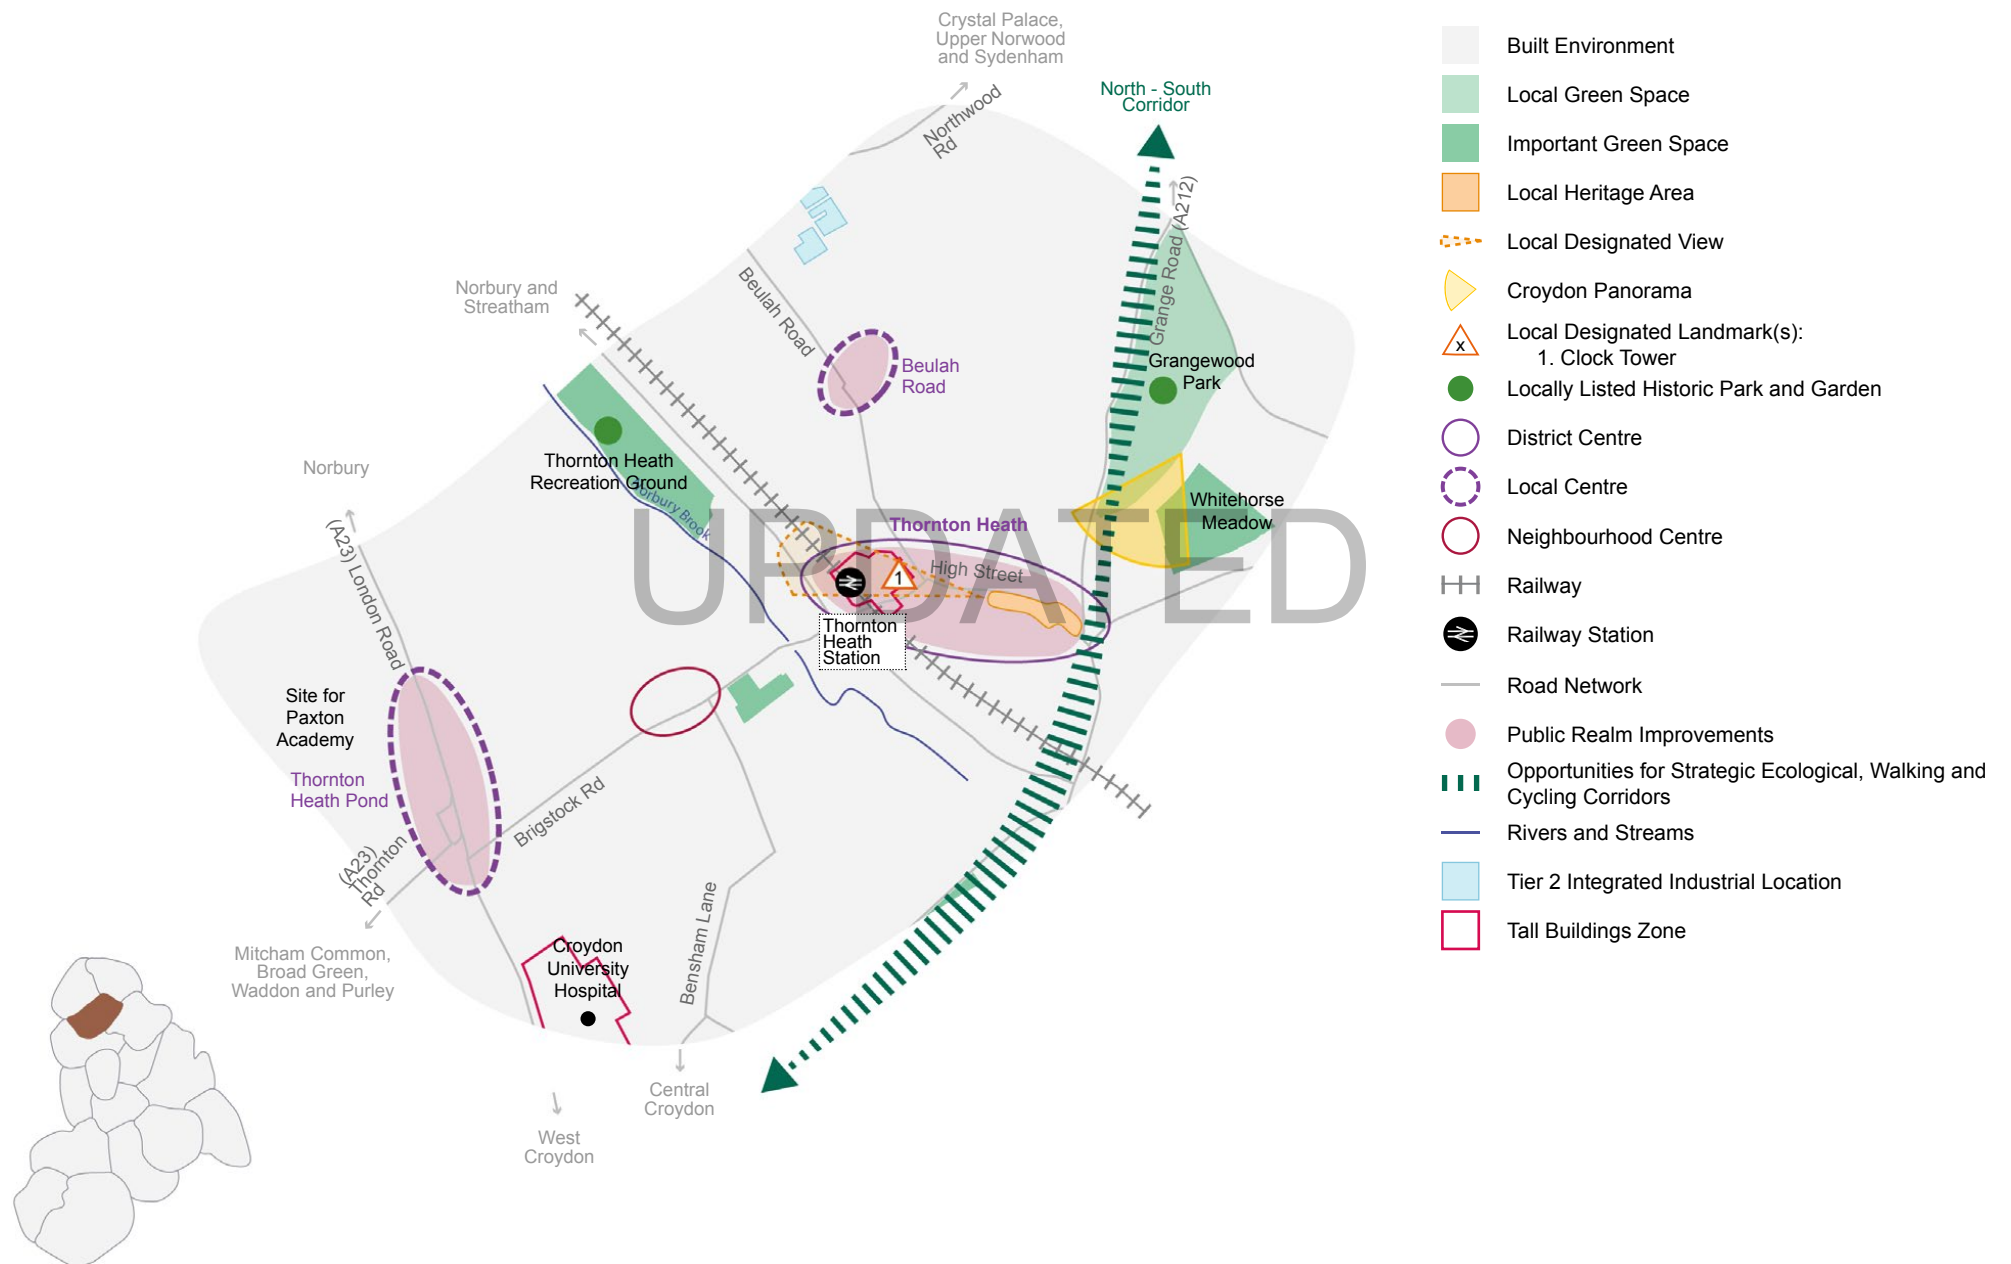 Crystal Palace,
Upper Norwood
and Sydenham
North - South
Corridor
Northwood
Rd
Grange Road (A212)
Norbury and
Streatham
Beulah Road
Beulah
Road
Grangewood
Park
Thornton Heath
Recreation Ground
Norbury Brook
Norbury
(A23) London Road
Whitehorse
Meadow
Thornton Heath
High Street
1
UPDATED
Thornton
Heath
Station
Site for
Paxton
Academy
Thornton
Heath Pond
Brigstock Rd
(A23)
Thornton
Rd
Mitcham Common,
Broad Green,
Waddon and Purley
Croydon
University
Hospital
Bensham Lane
Central
Croydon
West
Croydon
Built Environment
Local Green Space
Important Green Space
Local Heritage Area
Local Designated View
Croydon Panorama
x
Local Designated Landmark(s):
1. Clock Tower
Locally Listed Historic Park and Garden
District Centre
Local Centre
Neighbourhood Centre
Railway
Railway Station
Road Network
Public Realm Improvements
Opportunities for Strategic Ecological, Walking and
Cycling Corridors
Rivers and Streams
Tier 2 Integrated Industrial Location
Tall Buildings Zone